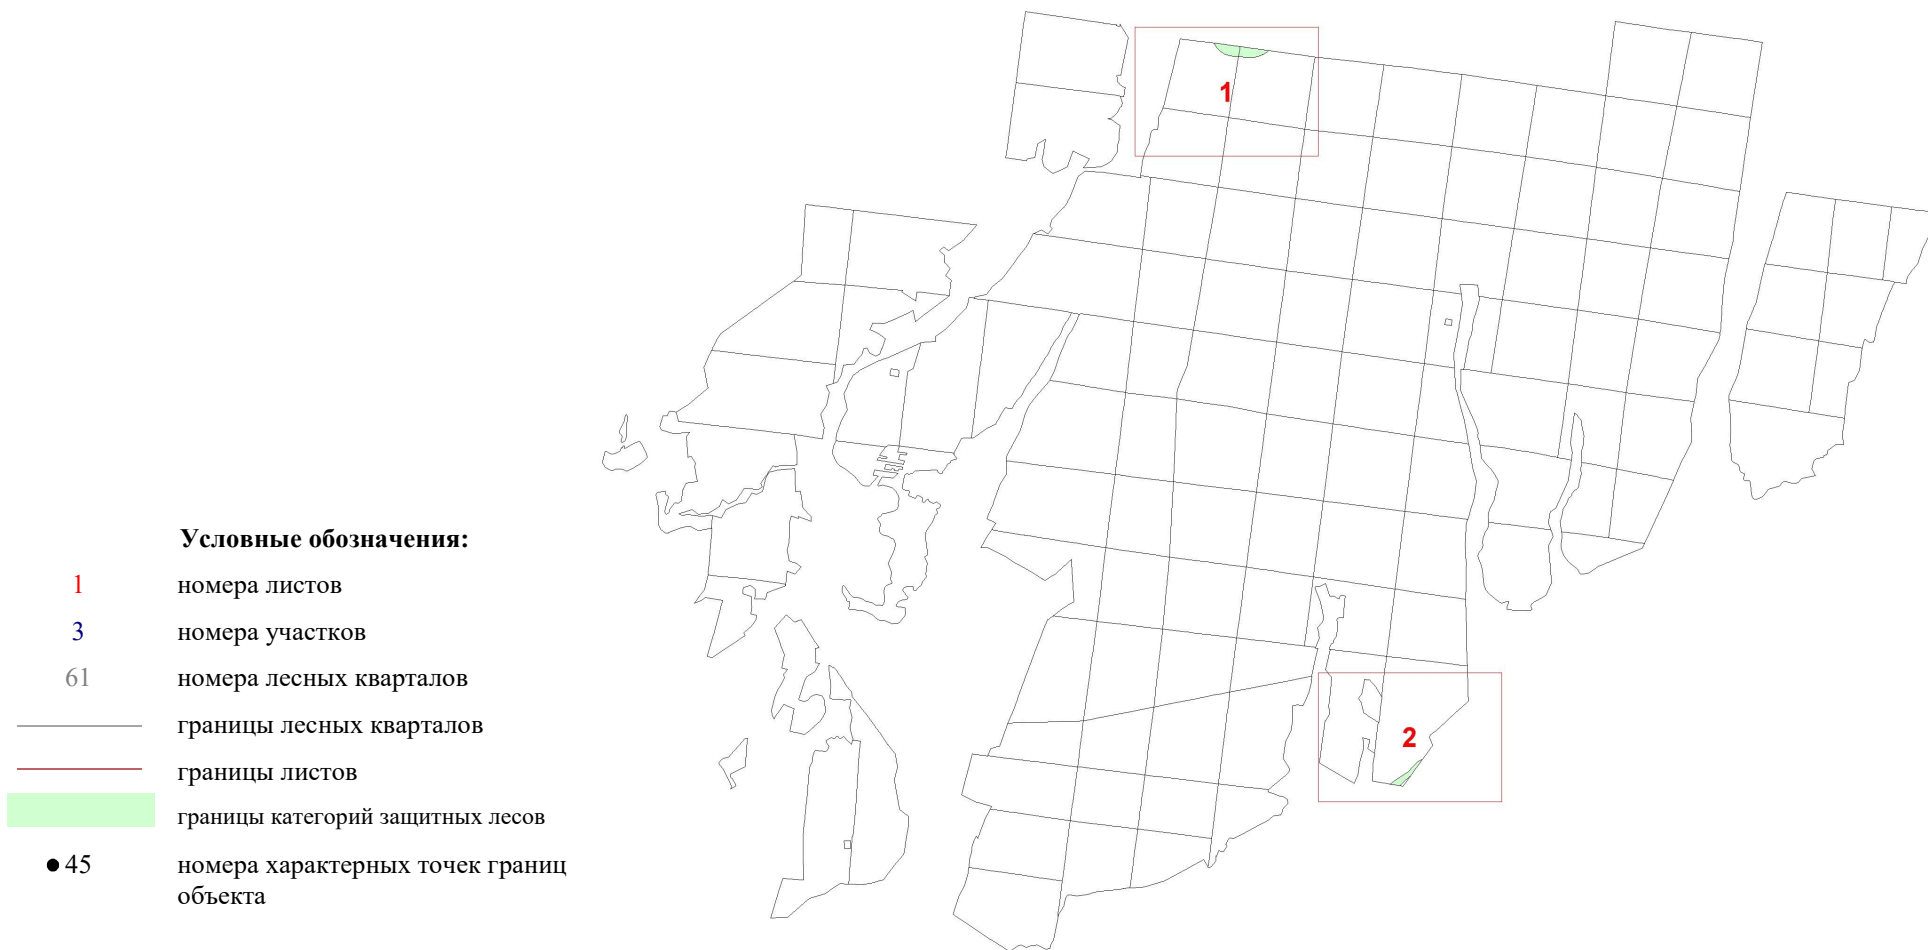 1
Условные обозначения:
1 номера листов
3 номера участков
61 номера лесных кварталов
границы лесных кварталов
границы листов
границы категорий защитных лесов
45 номера характерных точек границ
объекта
2